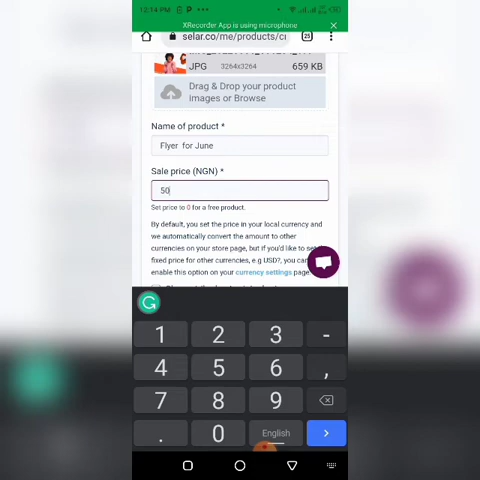 12:14 PM
XRecorder App is using microphone
selar.co/me/products/cr
25
JPG 3264x3264 659 KB
Drag & Drop your product
images or Browse
Name of product *
Flyer for June
Sale price (NGN) *
50
Set price to 0 for a free product.
By default, you set the price in your local currency and
we automatically convert the amount to other
currencies on your store page, but if you'd like to set
fixed price for other currencies, e.g USD?, you can
enable this option on your currency settings page.
1 2 3 -
4 5 6 ,
7 8 9
. 0 English